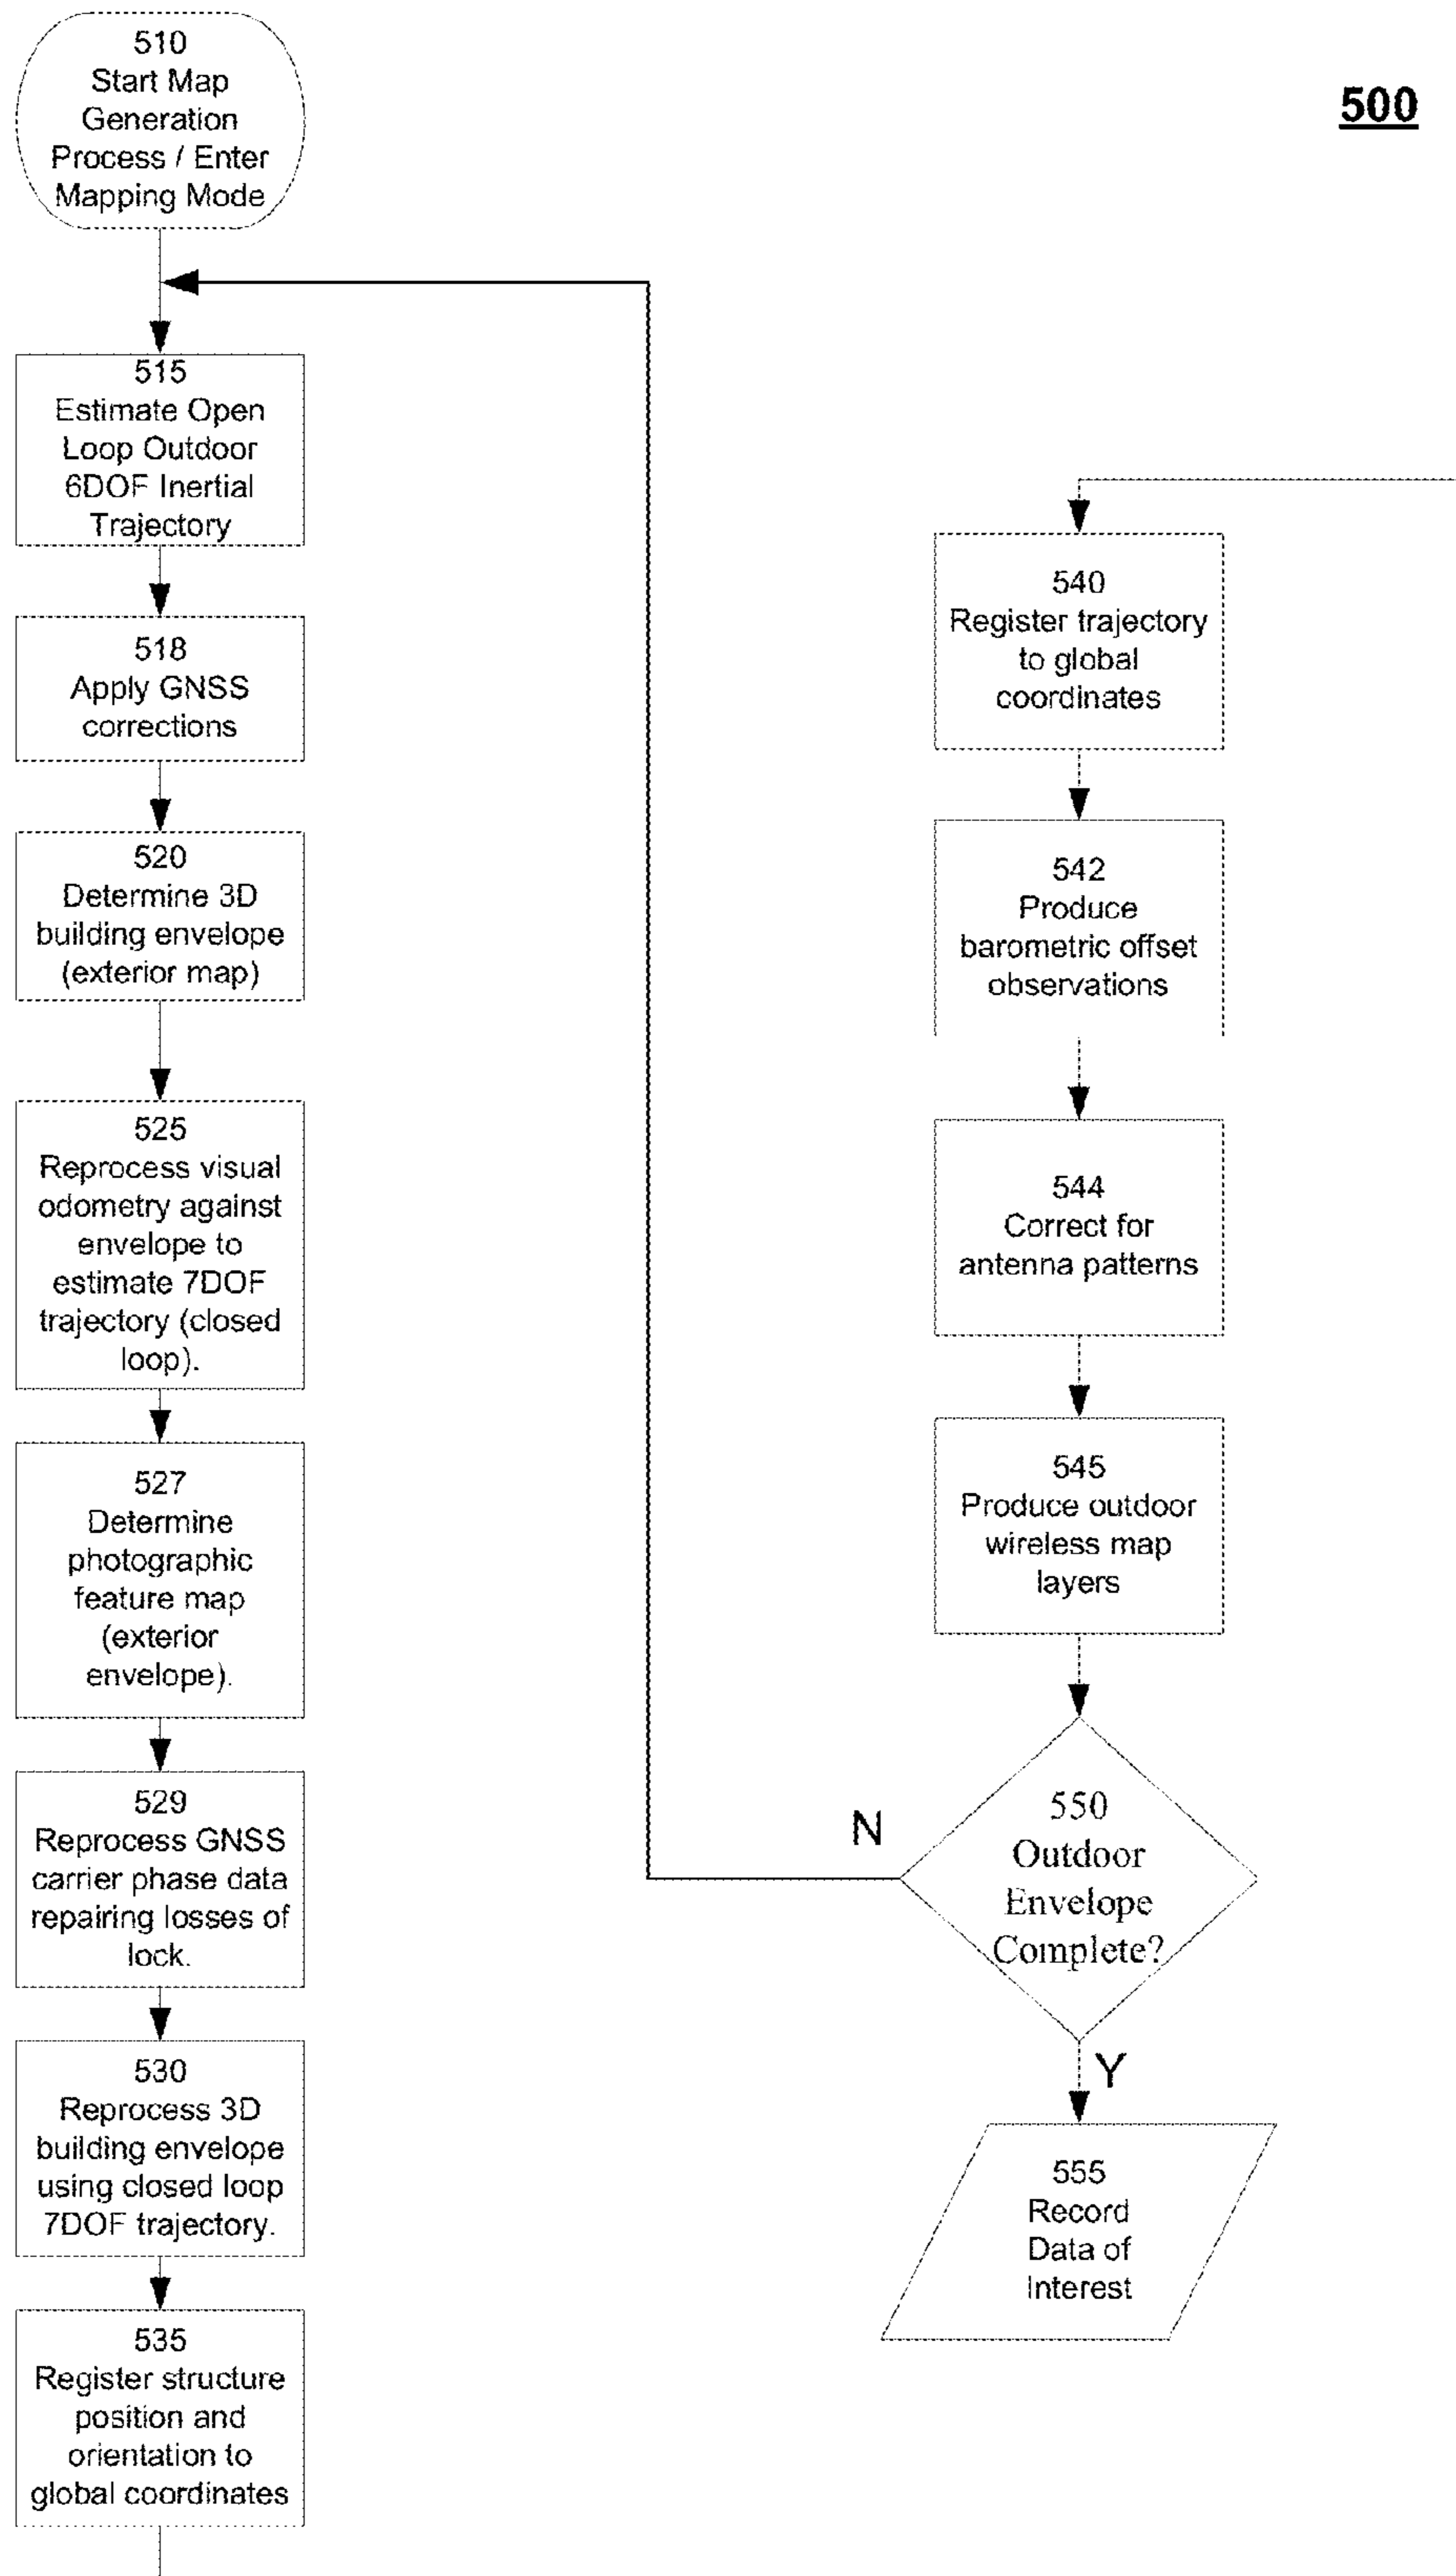 500
510
Start Map
Generation
Process / Enter
Mapping Mode
515
Estimate Open
Loop Outdoor
6DOF Inertial
Trajectory
518
Apply GNSS
corrections
520
Determine 3D
building envelope
(exterior map)
525
Reprocess visual
odometry against
envelope to
estimate 7DOF
trajectory (closed
loop).
527
Determine
photographic
feature map
(exterior
envelope).
529
Reprocess GNSS
carrier phase data
repairing losses of
lock.
530
Reprocess 3D
building envelope
using closed loop
7DOF trajectory.
535
Register structure
position and
orientation to
global coordinates
540
Register trajectory
to global
coordinates
542
Produce
barometric offset
observations
544
Correct for
antenna patterns
545
Produce outdoor
wireless map
layers
550
Outdoor
Envelope
Complete?
N
Y
555
Record
Data of
Interest